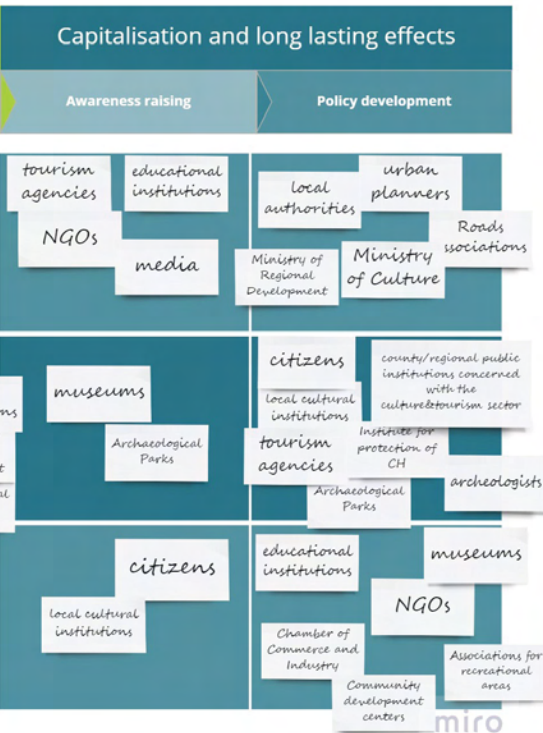 Capitalisation and long lasting effects
Awareness raising
Policy development
tourism
agencies
educational
institutions
NGOs
media
local
authorities
urban
planners
Roads
ssociations
Ministry of
Regional
Development
Ministry
of Culture
ns
t
al
museums
Archaeological
Parks
citizens
county/regional public
institutions concerned
with the
culture&tourism sector
local cultural
institutions
Institute for
protection of
CH
tourism
agencies
archeologists
Archaeological
Parks
citizens
local cultural
institutions
educational
institutions
museums
NGOs
Chamber of
Commerce and
Industry
Associations for
recreational
areas
Community
development
centers
miro